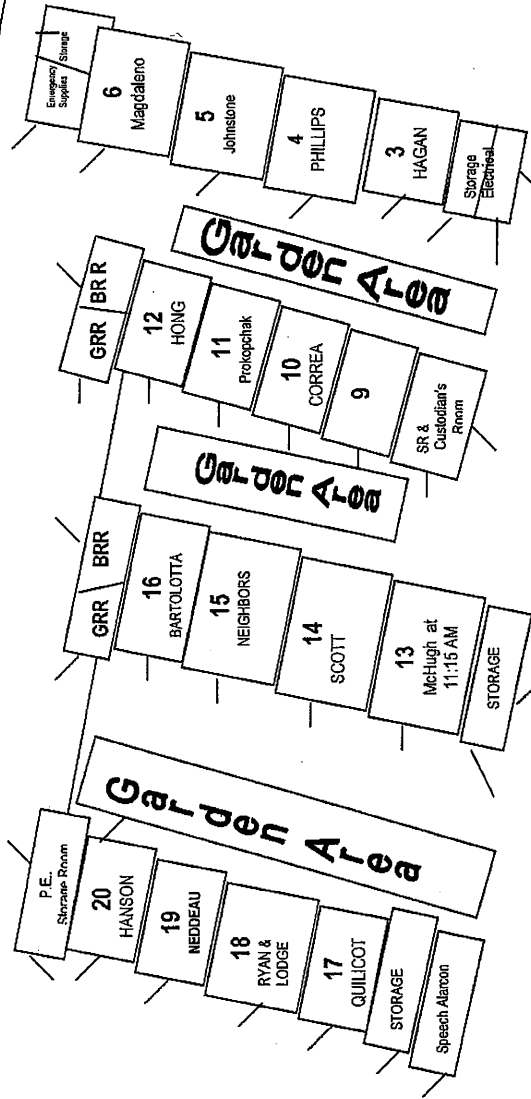 Emergency
Supplies
Storage
6
Magdaleno
5
Johnstone
4
PHILLIPS
3
HAGAN
Storage
Electrical
Garden Area
GRR
BR R
12
HONG
11
Prokopchak
10
CORREA
9
SR &
Custodian's
Room
Garden Area
GRR
BRR
16
BARTOLOTTA
15
NEIGHBORS
14
SCOTT
13
McHugh at
11:15 AM
STORAGE
Garden Area
P.E.
Storage Room
20
HANSON
19
NEDDEAU
18
RYAN &
LODGE
17
QUILICOT
STORAGE
Speech Alarcon